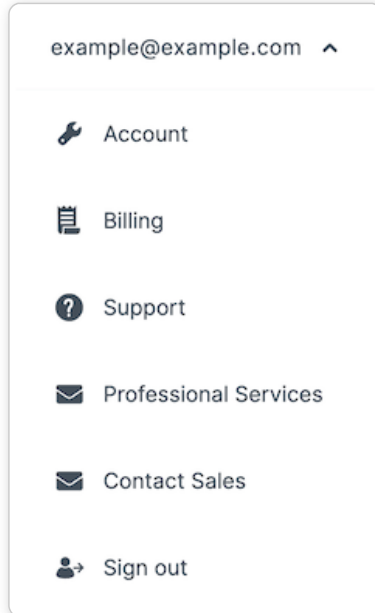 example@example.com
Account
Billing
Support
Professional Services
Contact Sales
Sign out